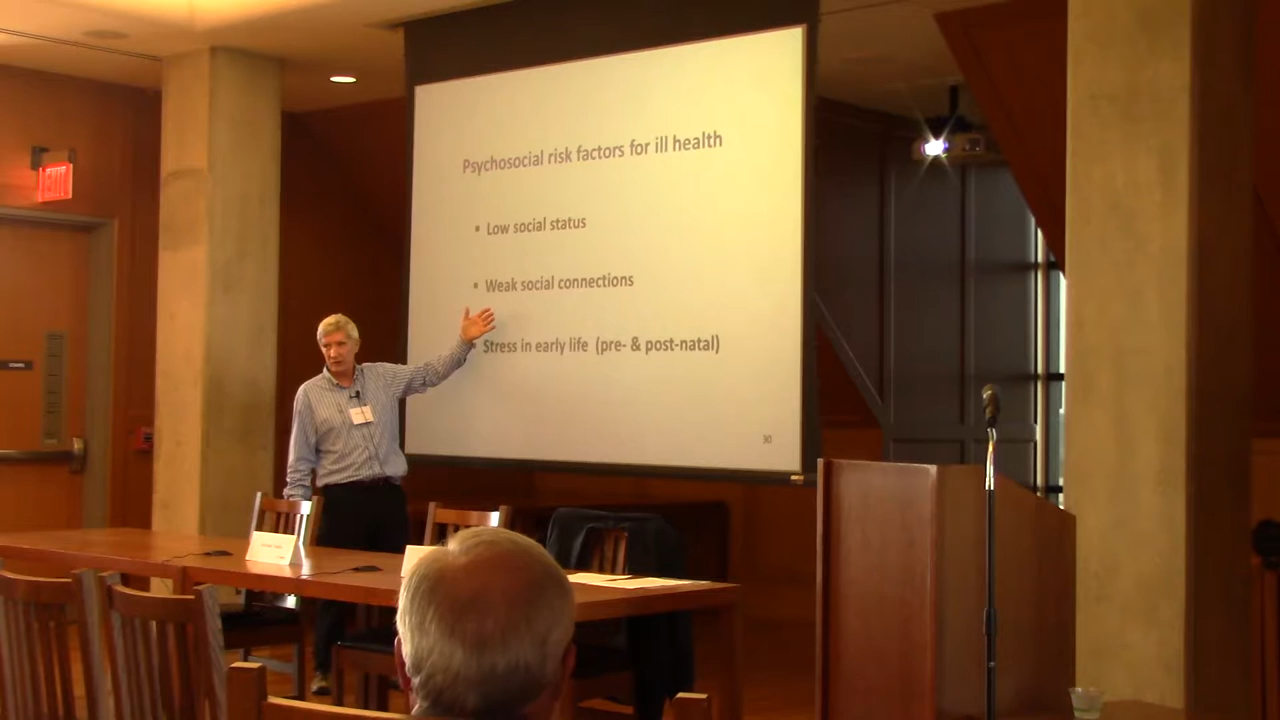 EXIT
Psychosocial risk factors for ill health
▪ Low social status
▪ Weak social connections
▪ Stress in early life (pre- & post-natal)
30